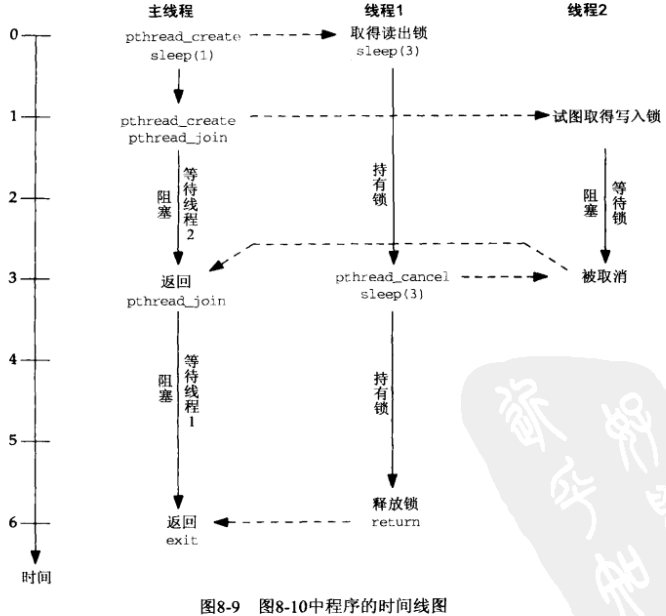 主线程 线程1 线程2
0 pthread_create 取得读出锁
sleep(1) sleep(3)
1 pthread_create 试图取得写入锁
pthread_join
阻塞
等待线程2
持有锁
阻塞
等待锁
2
3 返回 pthread_cancel 被取消
pthread_join sleep(3)
4
阻塞
等待线程1
持有锁
5
释放锁
6 返回 return
exit
时间
图8-9 图8-10中程序的时间线图